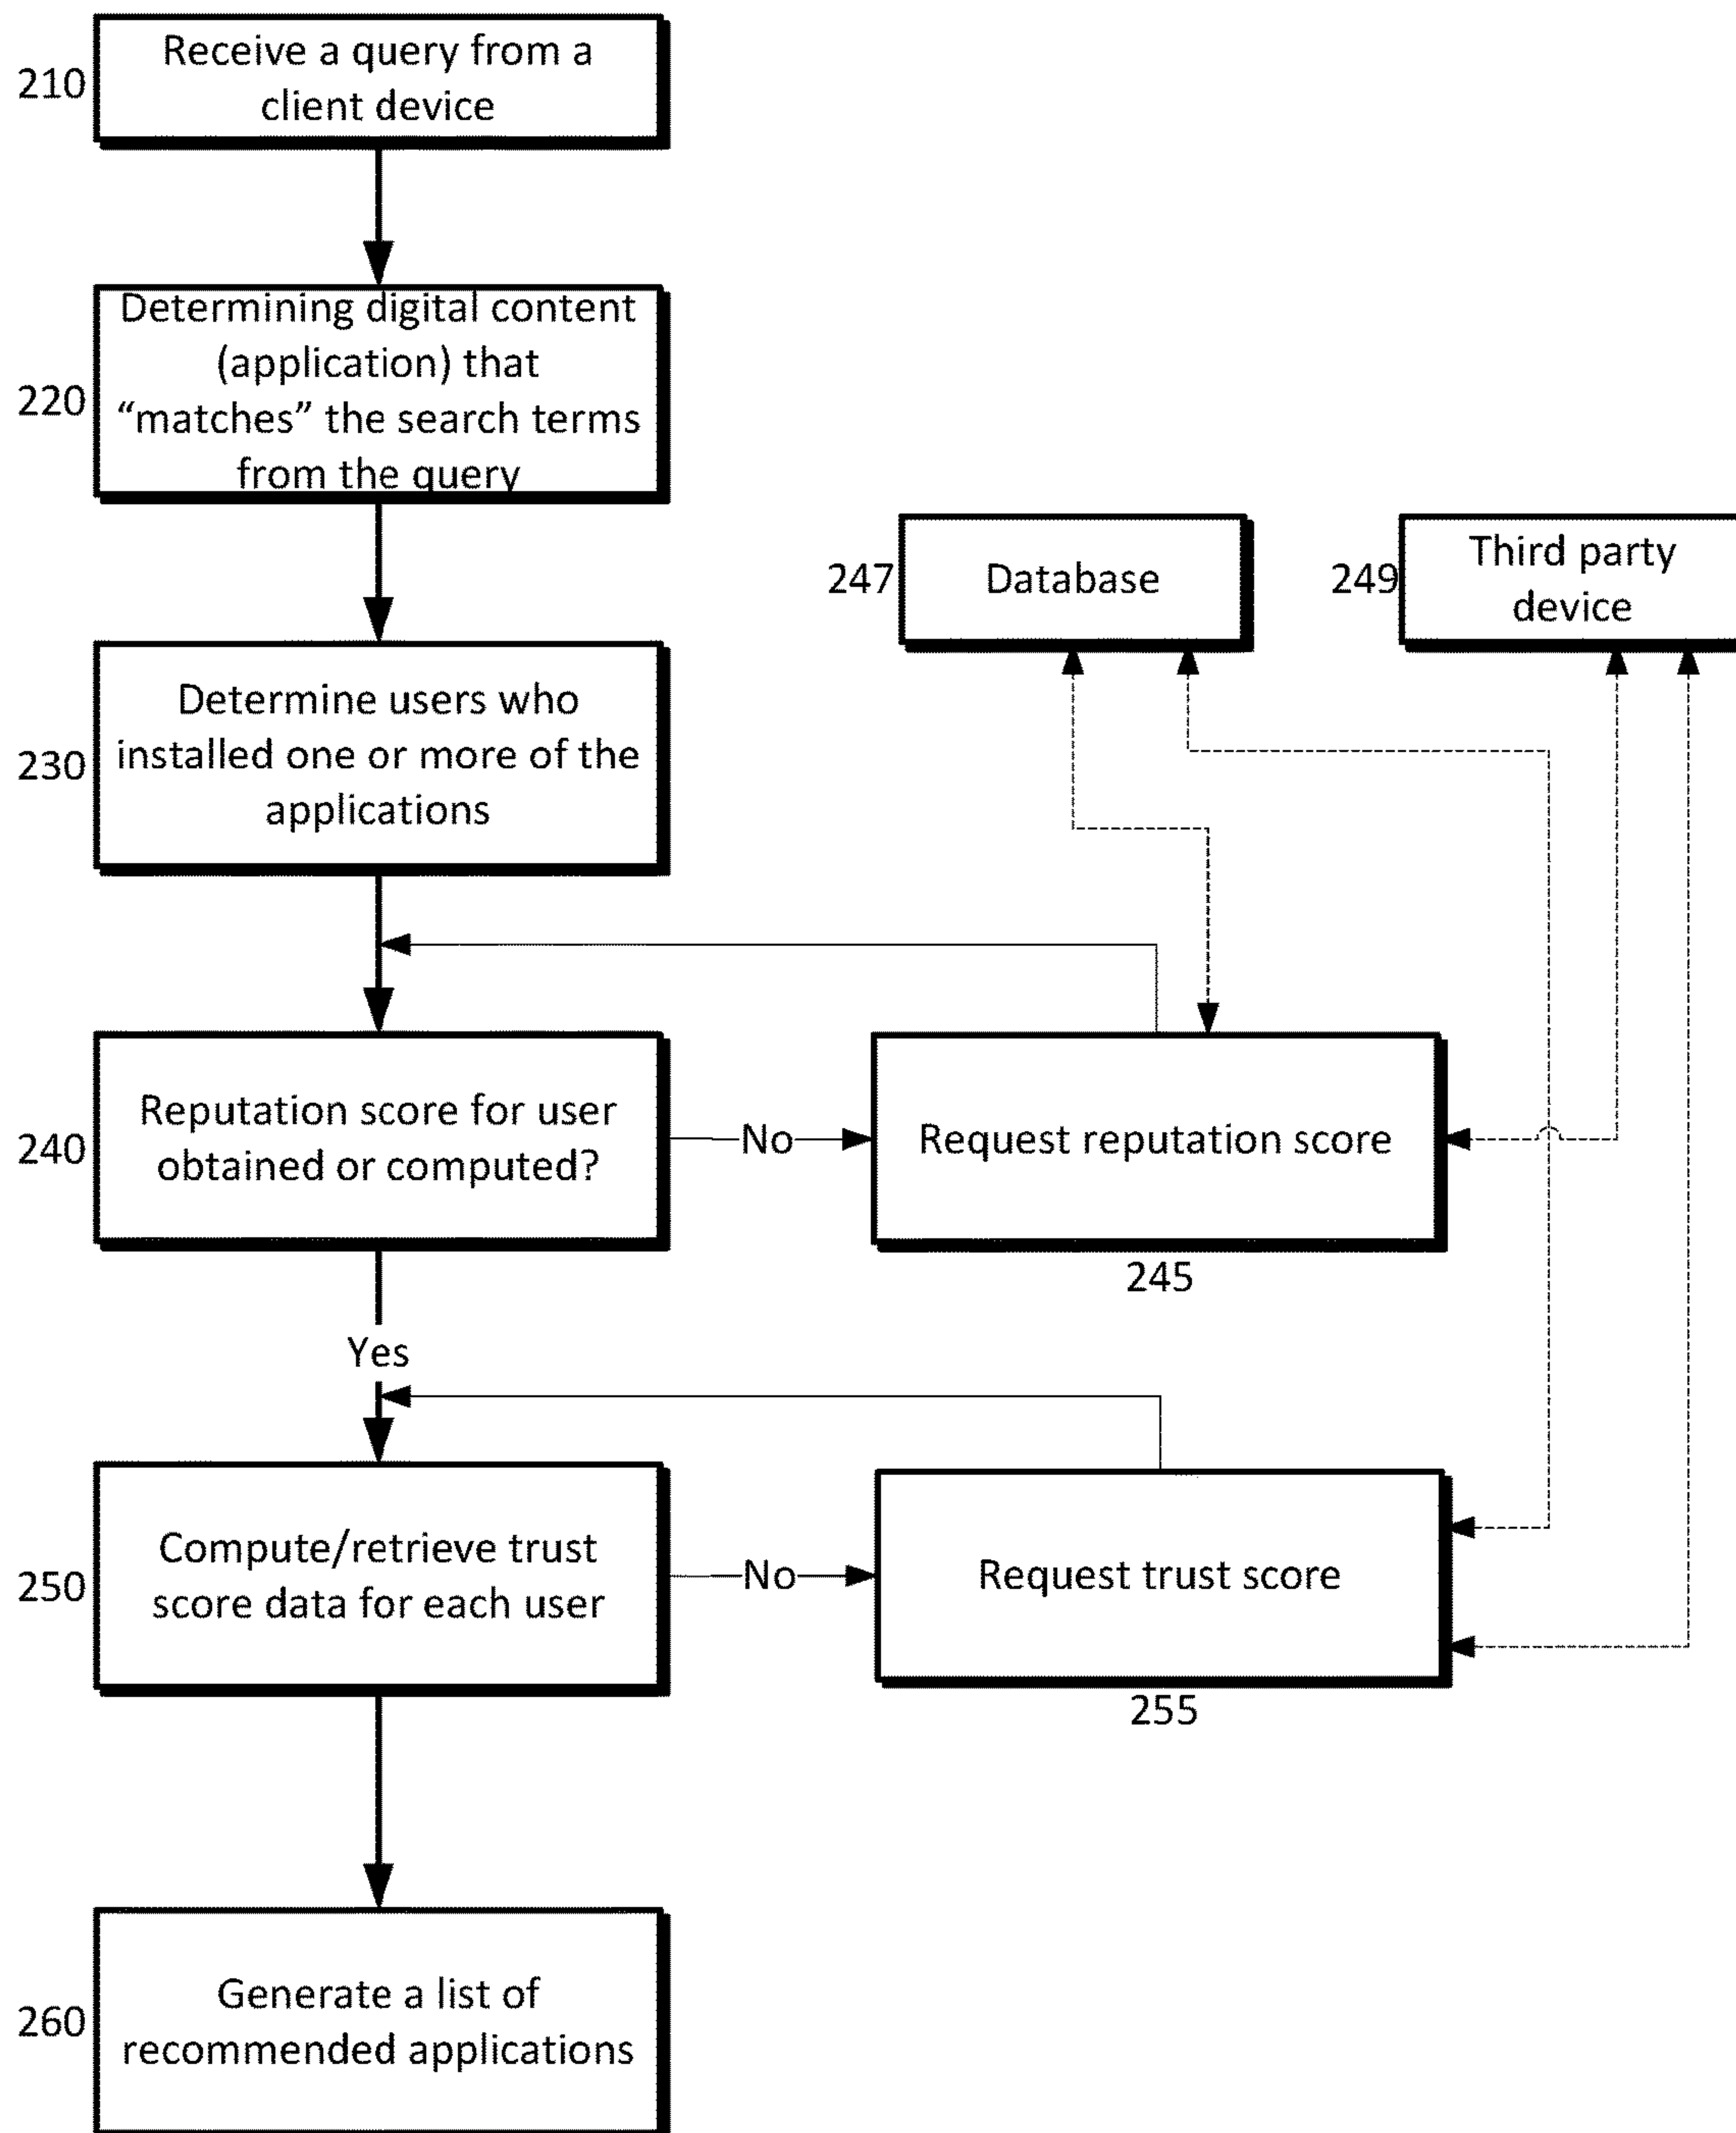 210
Receive a query from a
client device
220
Determining digital content
(application) that
“matches” the search terms
from the query
247
Database
249
Third party
device
230
Determine users who
installed one or more of the
applications
240
Reputation score for user
obtained or computed?
No
Request reputation score
245
Yes
250
Compute/retrieve trust
score data for each user
No
Request trust score
255
260
Generate a list of
recommended applications